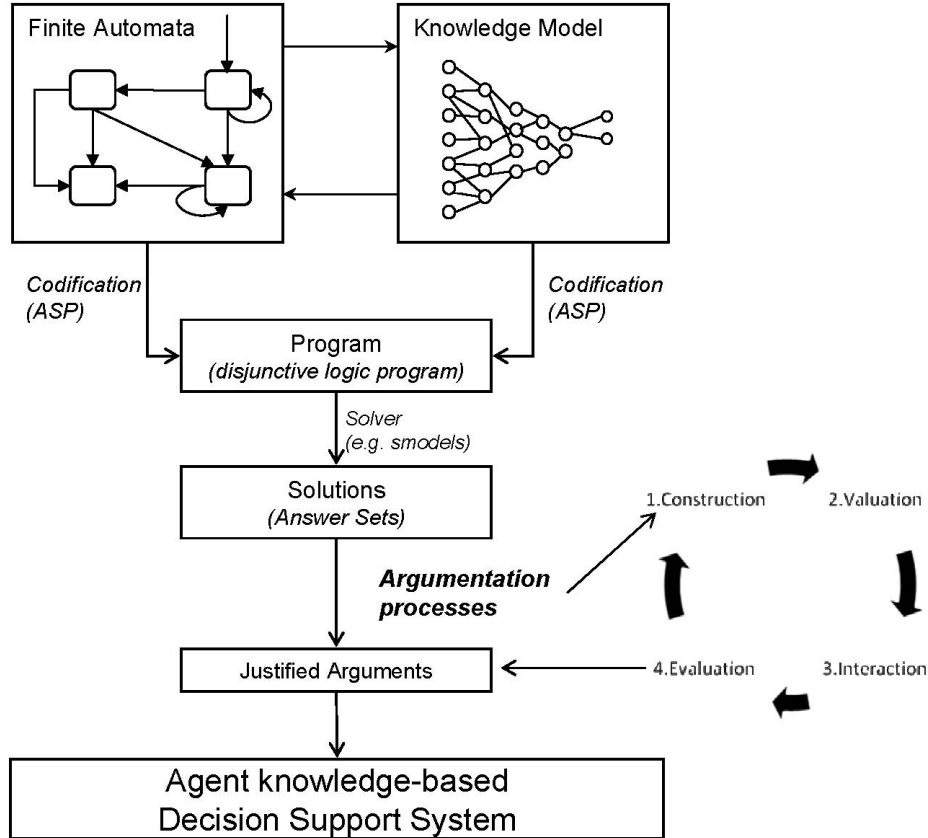 Finite Automata
Knowledge Model
Codification
(ASP)
Codification
(ASP)
Program
(disjunctive logic program)
Solver
(e.g. smodels)
Solutions
(Answer Sets)
1.Construction
2.Valuation
Argumentation
processes
Justified Arguments
4.Evaluation
3.Interaction
Agent knowledge-based
Decision Support System